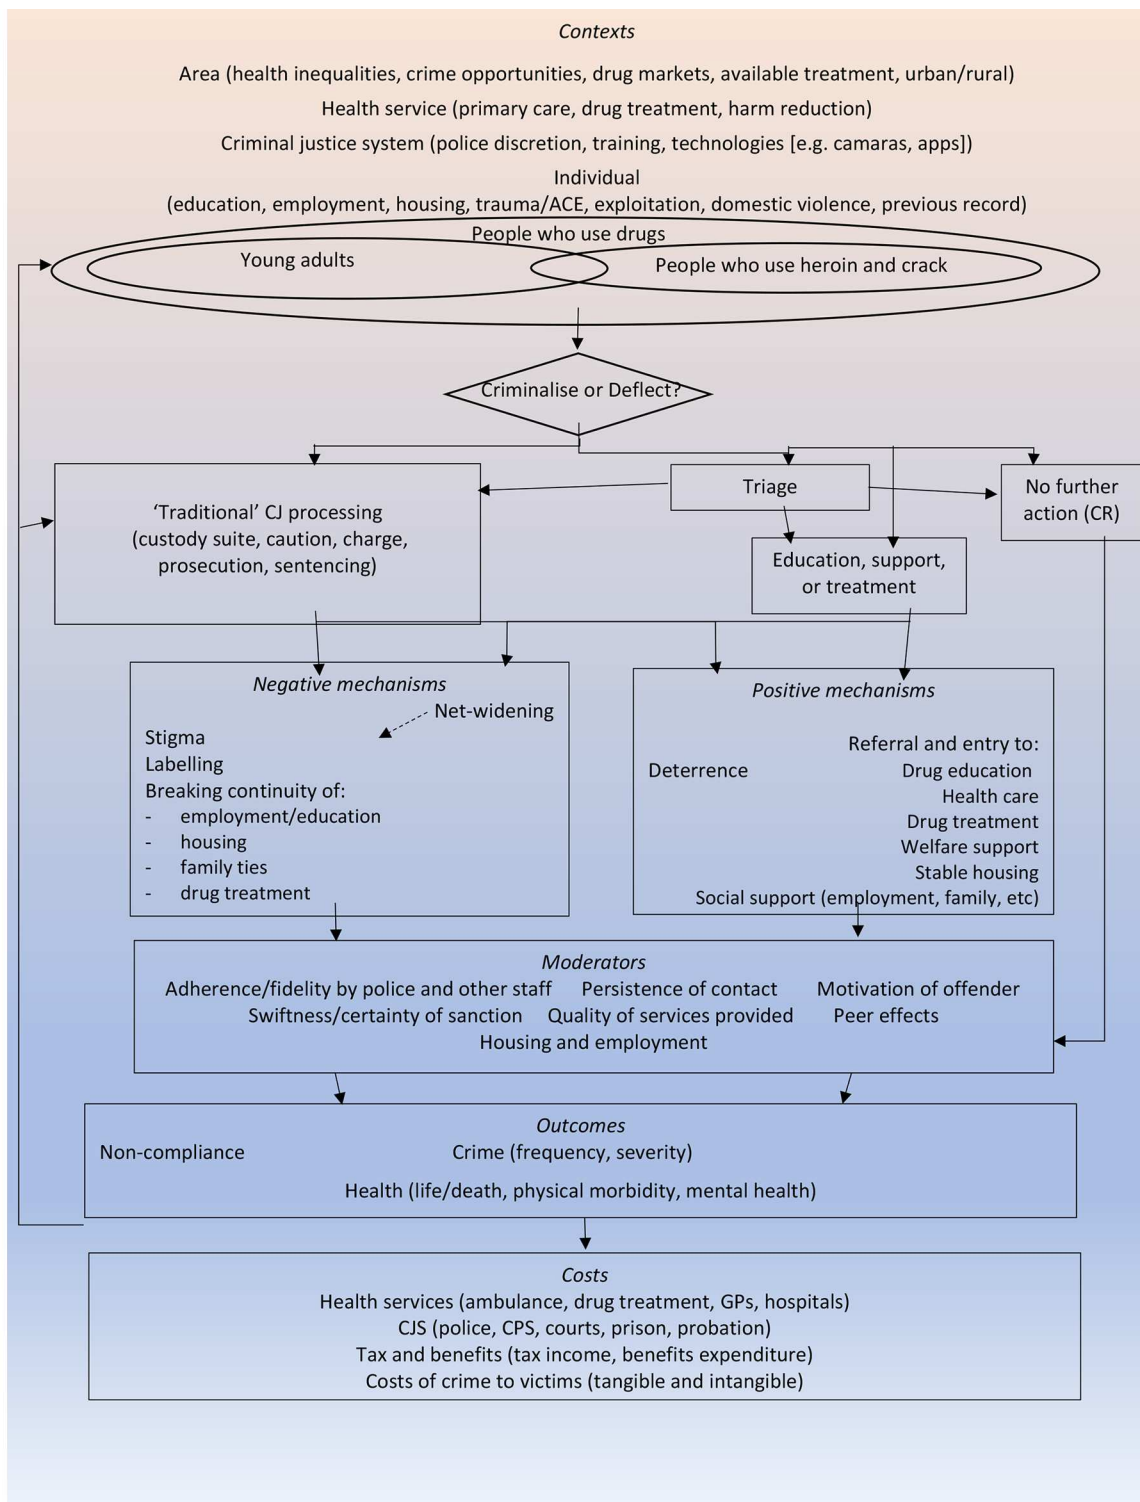 Contexts
Area (health inequalities, crime opportunities, drug markets, available treatment, urban/rural)
Health service (primary care, drug treatment, harm reduction)
Criminal justice system (police discretion, training, technologies [e.g. camaras, apps])
Individual
(education, employment, housing, trauma/ACE, exploitation, domestic violence, previous record)
People who use drugs
Young adults
People who use heroin and crack
Criminalise or Deflect?
‘Traditional’ CJ processing
(custody suite, caution, charge,
prosecution, sentencing)
Triage
No further
action (CR)
Education, support,
or treatment
Negative mechanisms
Net-widening
Stigma
Labelling
Breaking continuity of:
- employment/education
- housing
- family ties
- drug treatment
Positive mechanisms
Referral and entry to:
Deterrence
Drug education
Health care
Drug treatment
Welfare support
Stable housing
Social support (employment, family, etc)
Moderators
Adherence/fidelity by police and other staff Persistence of contact Motivation of offender
Swiftness/certainty of sanction Quality of services provided Peer effects
Housing and employment
Outcomes
Non-compliance Crime (frequency, severity)
Health (life/death, physical morbidity, mental health)
Costs
Health services (ambulance, drug treatment, GPs, hospitals)
CJS (police, CPS, courts, prison, probation)
Tax and benefits (tax income, benefits expenditure)
Costs of crime to victims (tangible and intangible)